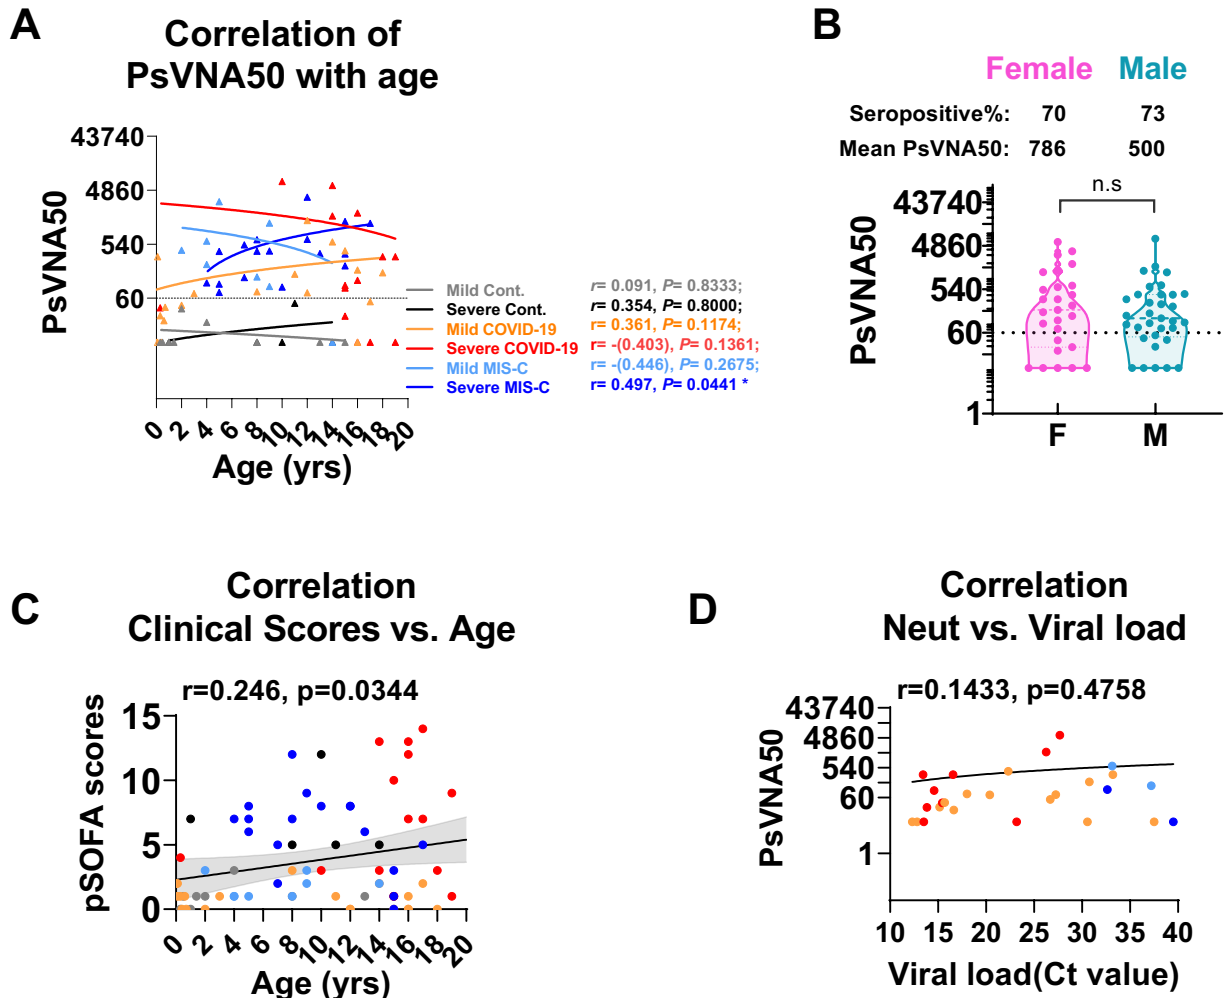 A
Correlation of
PsVNA50 with age
43740
4860
540
60
PsVNA50
0 2 4 6 8 10 12 14 16 18 20
Age (yrs)
Mild Cont. r= 0.091, P= 0.8333;
Severe Cont. r= 0.354, P= 0.8000;
Mild COVID-19 r= 0.361, P= 0.1174;
Severe COVID-19 r= -(0.403), P= 0.1361;
Mild MIS-C r= -(0.446), P= 0.2675;
Severe MIS-C r= 0.497, P= 0.0441 *
B
Female Male
Seropositive%: 70 73
Mean PsVNA50: 786 500
n.s
43740
4860
540
60
1
PsVNA50
F M
C
Correlation
Clinical Scores vs. Age
r=0.246, p=0.0344
15
10
5
0
pSOFA scores
0 2 4 6 8 10 12 14 16 18 20
Age (yrs)
D
Correlation
Neut vs. Viral load
r=0.1433, p=0.4758
43740
4860
540
60
1
PsVNA50
10 15 20 25 30 35 40
Viral load(Ct value)